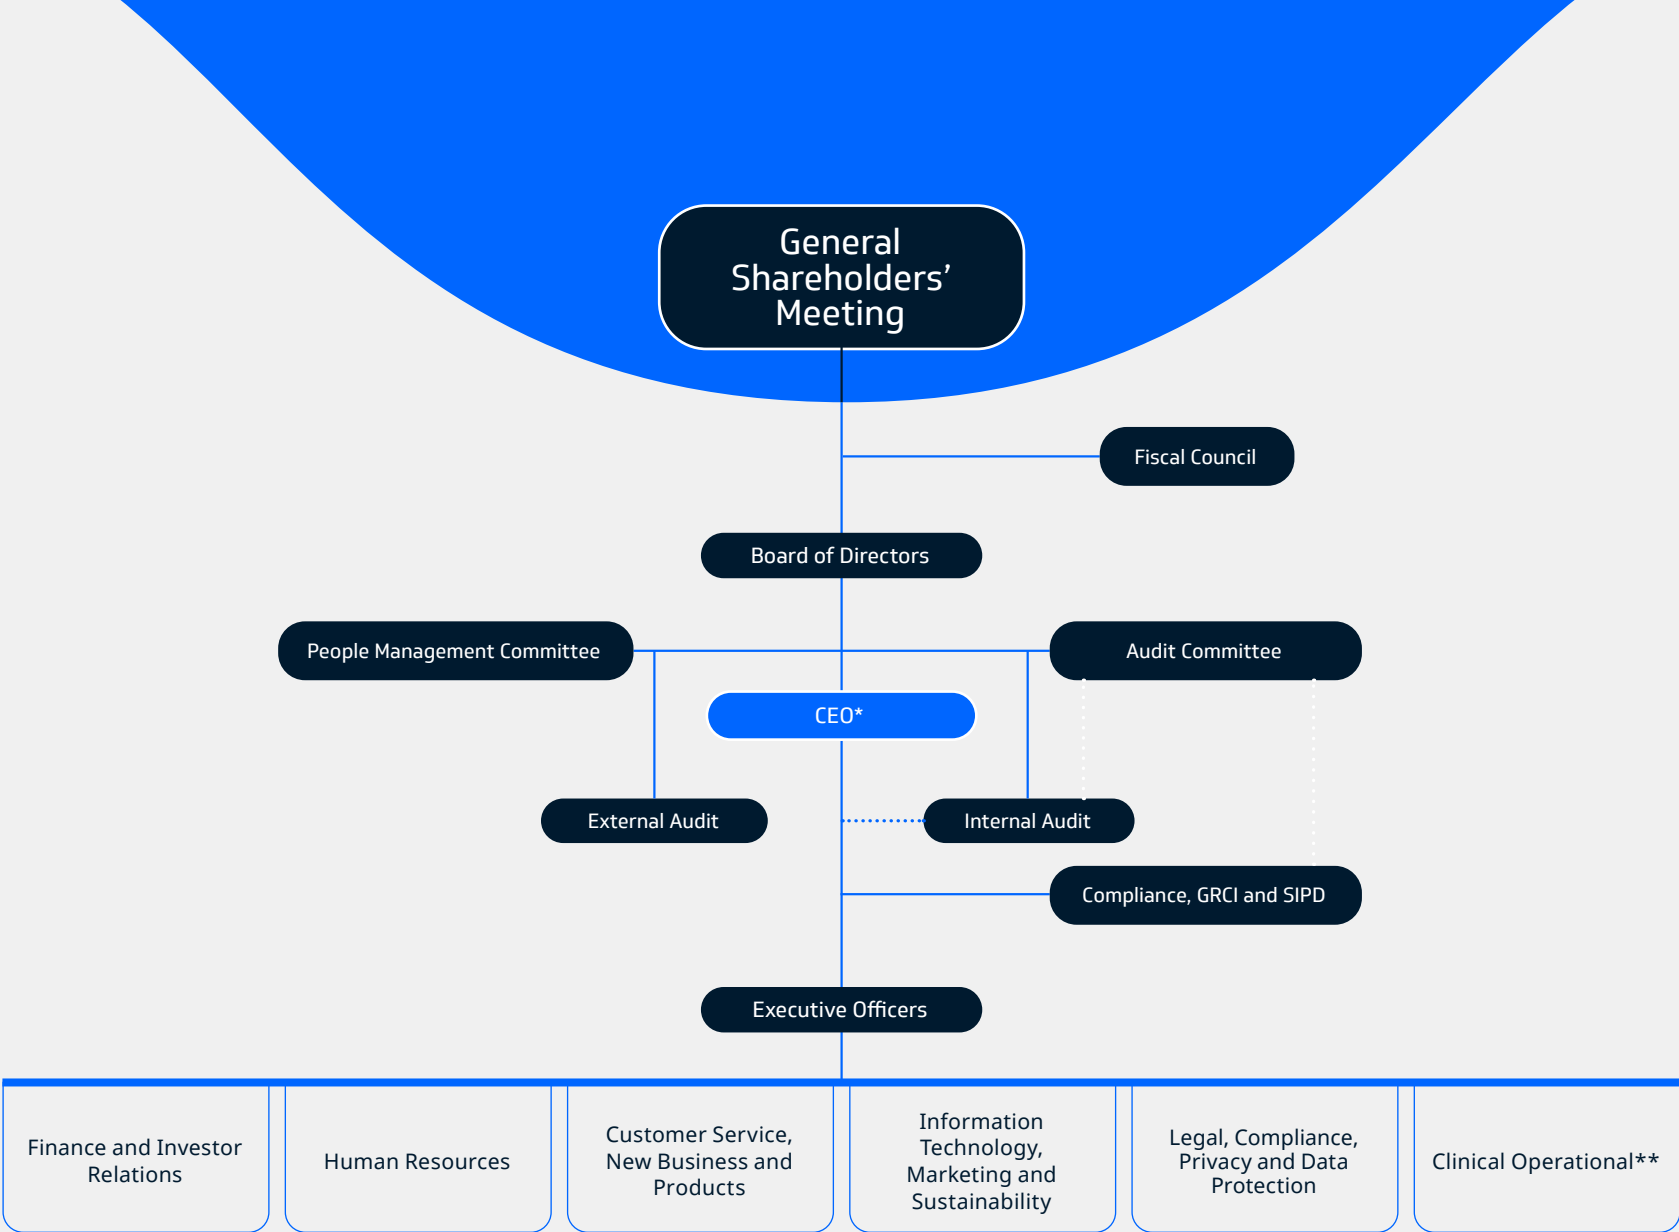 General
Shareholders’
Meeting
Fiscal Council
Board of Directors
People Management Committee
Audit Committee
CEO*
External Audit
Internal Audit
Compliance, GRCI and SIPD
Executive Officers
Finance and Investor
Relations
Human Resources
Customer Service,
New Business and
Products
Information
Technology,
Marketing and
Sustainability
Legal, Compliance,
Privacy and Data
Protection
Clinical Operational**